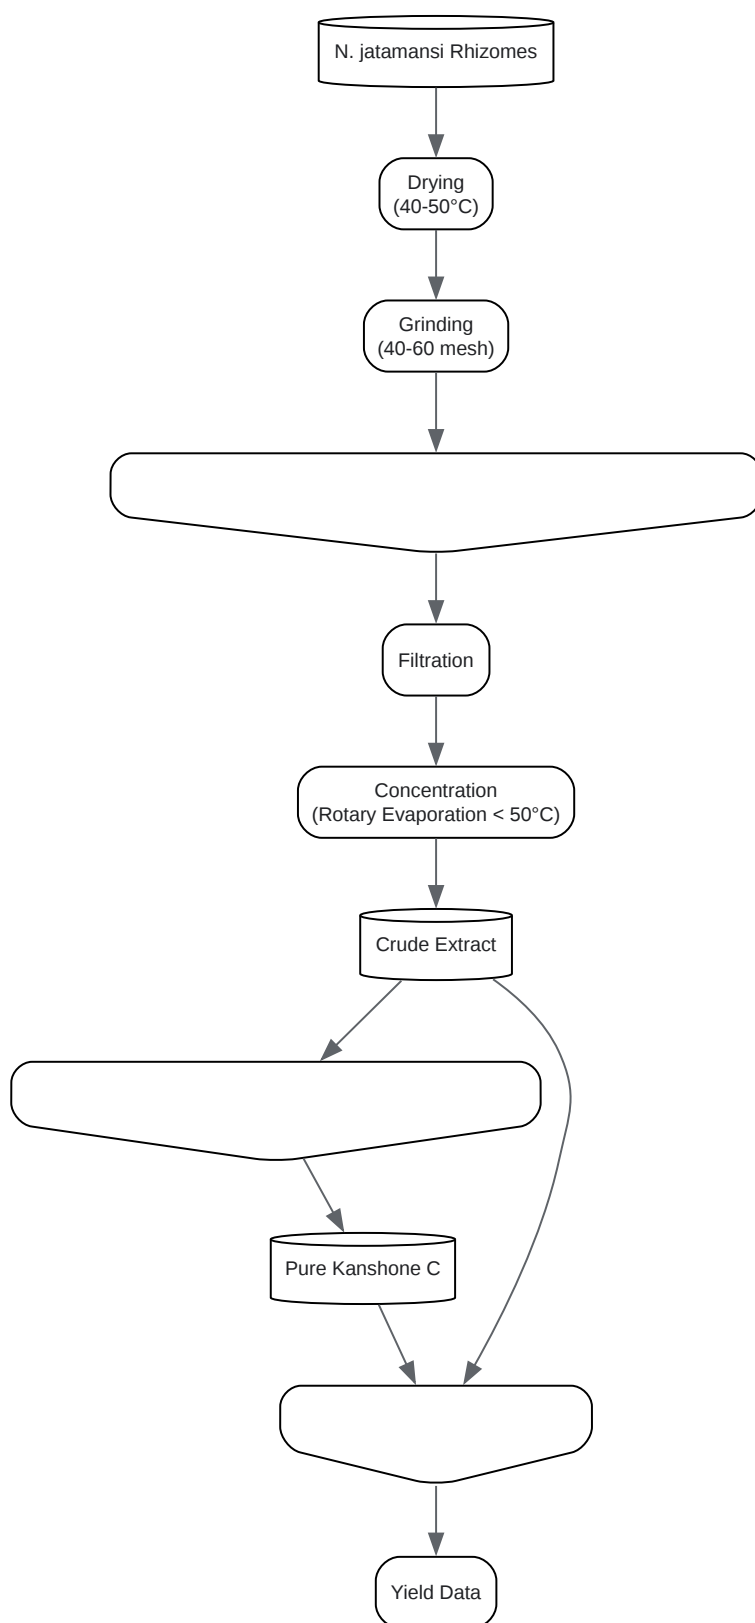 N. jatamansi Rhizomes
Drying
(40-50°C)
Grinding
(40-60 mesh)
Filtration
Concentration
(Rotary Evaporation < 50°C)
Crude Extract
Pure Kanshone C
Yield Data